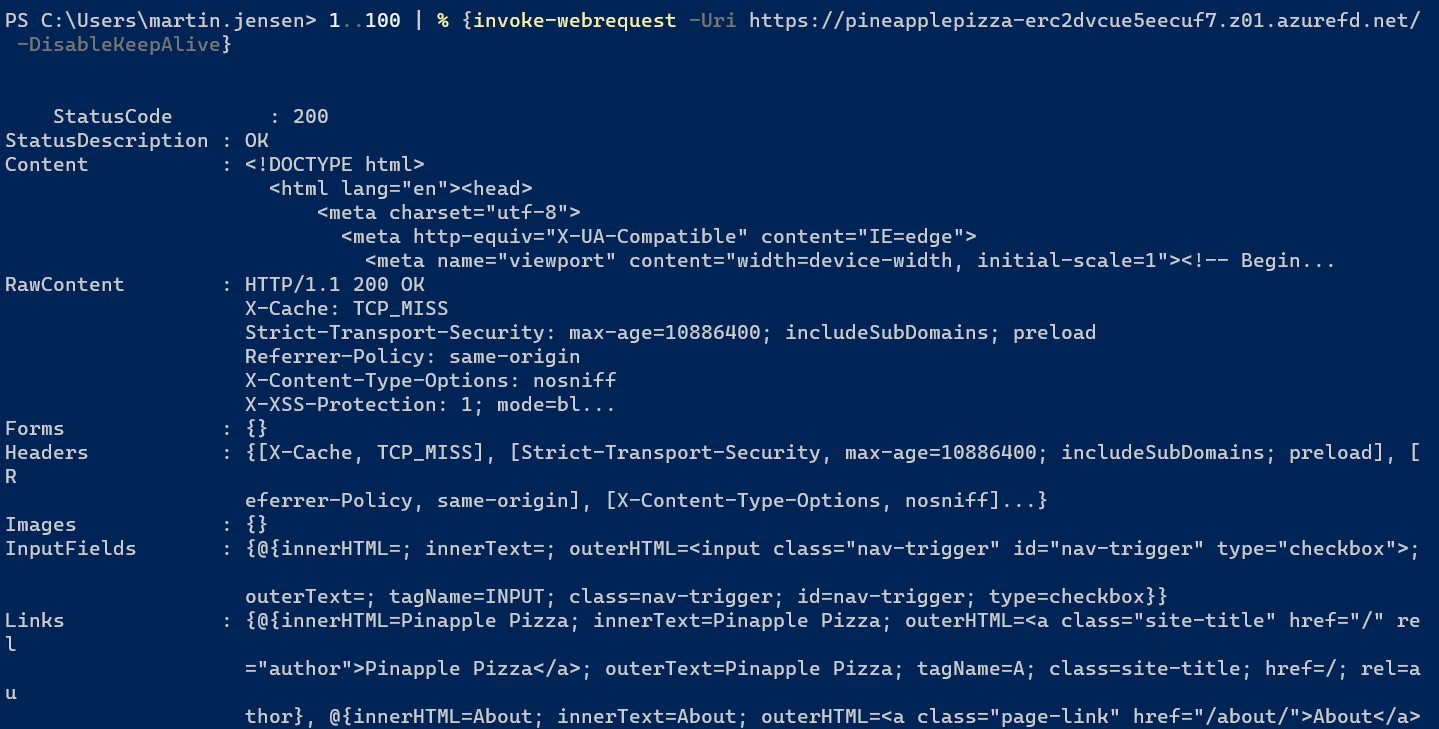 PS C:\Users\martin.jensen> 1..100 | % {invoke-webrequest -Uri https://pineapplepizza-erc2dvcue5eecuf7.z01.azurefd.net/
 -DisableKeepAlive}
    StatusCode        : 200
StatusDescription : OK
Content           : <!DOCTYPE html>
                      <html lang="en"><head>
                          <meta charset="utf-8">
                            <meta http-equiv="X-UA-Compatible" content="IE=edge">
                              <meta name="viewport" content="width=device-width, initial-scale=1"><!-- Begin...
RawContent        : HTTP/1.1 200 OK
                    X-Cache: TCP_MISS
                    Strict-Transport-Security: max-age=10886400; includeSubDomains; preload
                    Referrer-Policy: same-origin
                    X-Content-Type-Options: nosniff
                    X-XSS-Protection: 1; mode=bl...
Forms             : {}
Headers           : {[X-Cache, TCP_MISS], [Strict-Transport-Security, max-age=10886400; includeSubDomains; preload], [
R
                    eferrer-Policy, same-origin], [X-Content-Type-Options, nosniff]...}
Images            : {}
InputFields       : {@{innerHTML=; innerText=; outerHTML=<input class="nav-trigger" id="nav-trigger" type="checkbox">;
                    outerText=; tagName=INPUT; class=nav-trigger; id=nav-trigger; type=checkbox}}
Links             : {@{innerHTML=Pinapple Pizza; innerText=Pinapple Pizza; outerHTML=<a class="site-title" href="/" re
l
                    ="author">Pinapple Pizza</a>; outerText=Pinapple Pizza; tagName=A; class=site-title; href=/; rel=a
u
                    thor}, @{innerHTML=About; innerText=About; outerHTML=<a class="page-link" href="/about/">About</a>